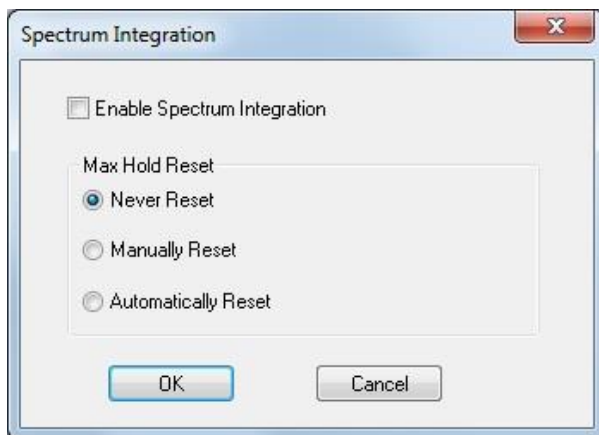 Spectrum Integration
Enable Spectrum Integration
Max Hold Reset
Never Reset
Manually Reset
Automatically Reset
OK Cancel